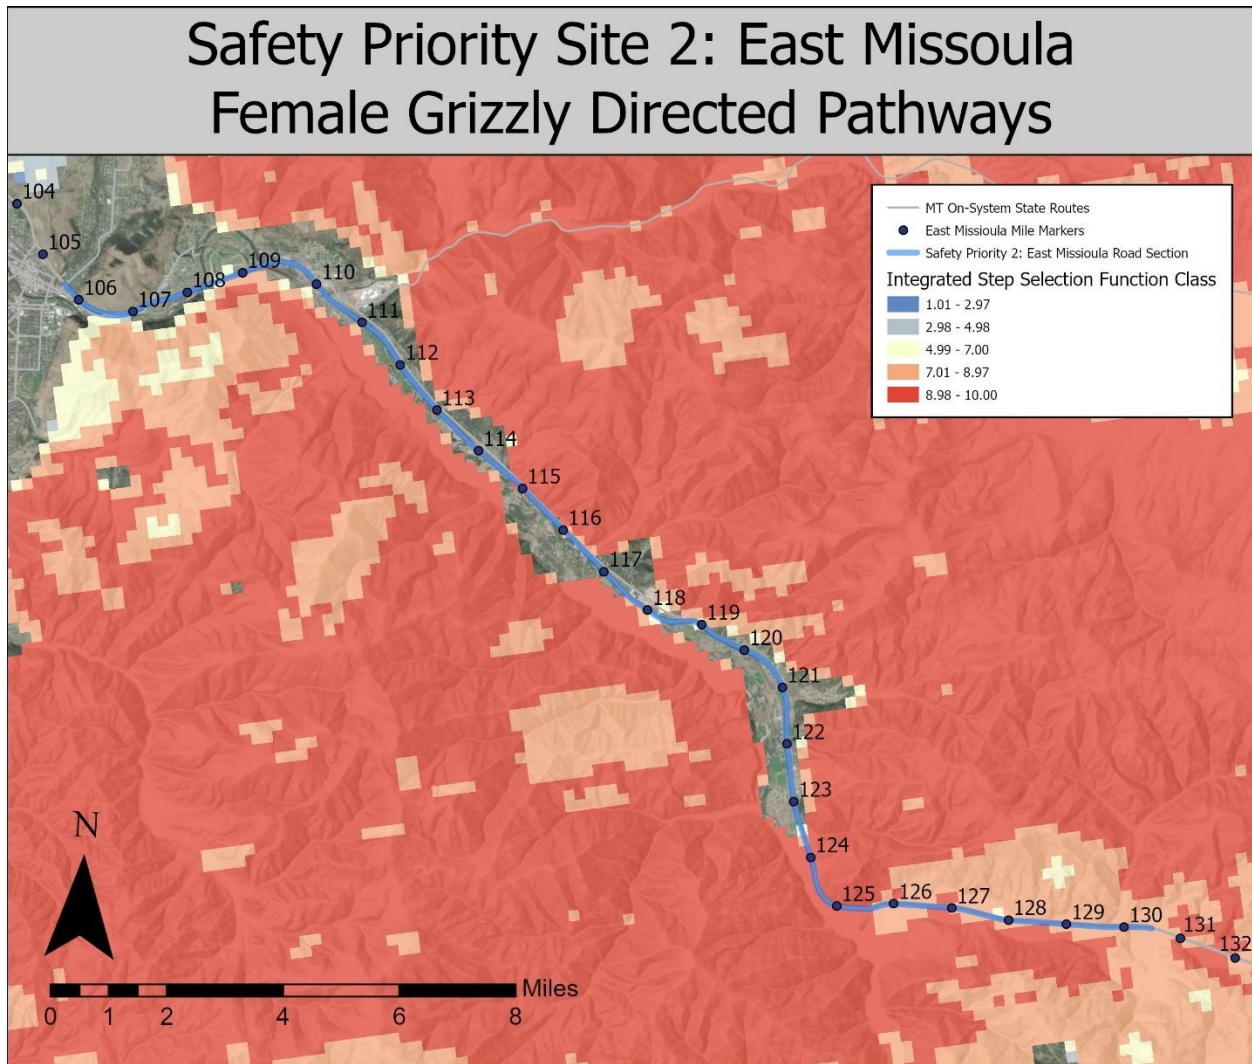 Safety Priority Site 2: East Missoula
Female Grizzly Directed Pathways
MT On-System State Routes
East Missioula Mile Markers
Safety Priority 2: East Missioula Road Section
Integrated Step Selection Function Class
1.01 - 2.97
2.98 - 4.98
4.99 - 7.00
7.01 - 8.97
8.98 - 10.00
104
105
106
107
108
109
110
111
112
113
114
115
116
117
118
119
120
121
122
123
124
125
126
127
128
129
130
131
132
N
Miles
0 1 2 4 6 8